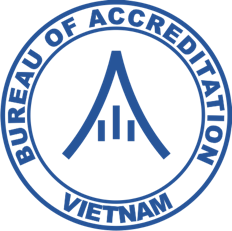 BUREAU OF ACCREDITATION
VIETNAM